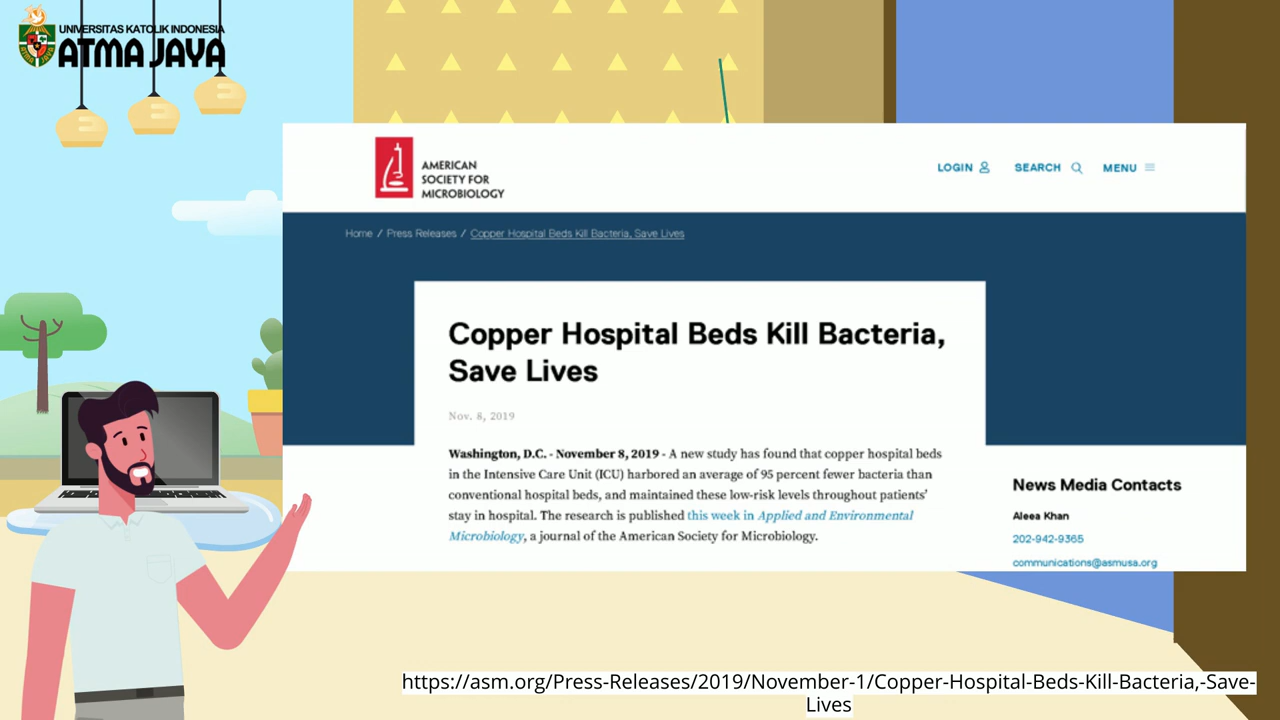 UNIVERSITAS KATOLIK INDONESIA
ATMA JAYA
AMERICAN
SOCIETY FOR
MICROBIOLOGY
LOGIN
SEARCH
MENU
Home / Press Releases / Copper Hospital Beds Kill Bacteria, Save Lives
Copper Hospital Beds Kill Bacteria,
Save Lives
Nov. 8, 2019
Washington, D.C. - November 8, 2019 - A new study has found that copper hospital beds
in the Intensive Care Unit (ICU) harbored an average of 95 percent fewer bacteria than
conventional hospital beds, and maintained these low-risk levels throughout patients'
stay in hospital. The research is published this week in Applied and Environmental
Microbiology, a journal of the American Society for Microbiology.
News Media Contacts
Aleea Khan
202-942-9365
communications@asmusa.org
https://asm.org/Press-Releases/2019/November-1/Copper-Hospital-Beds-Kill-Bacteria,-Save-
Lives